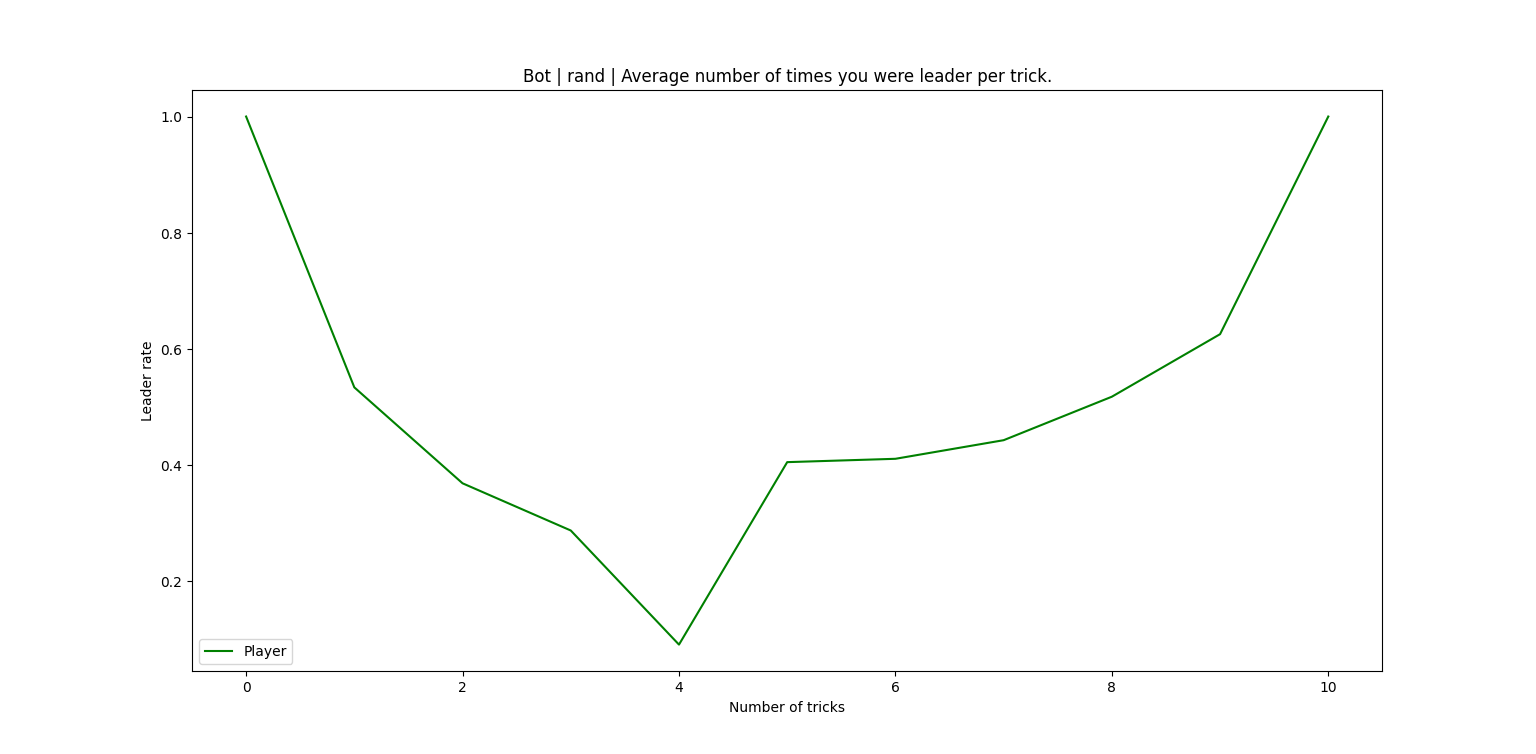 Bot | rand | Average number of times you were leader per trick.
1.0
0.8
0.6
0.4
0.2
Leader rate
Player
0 2 4 6 8 10
Number of tricks